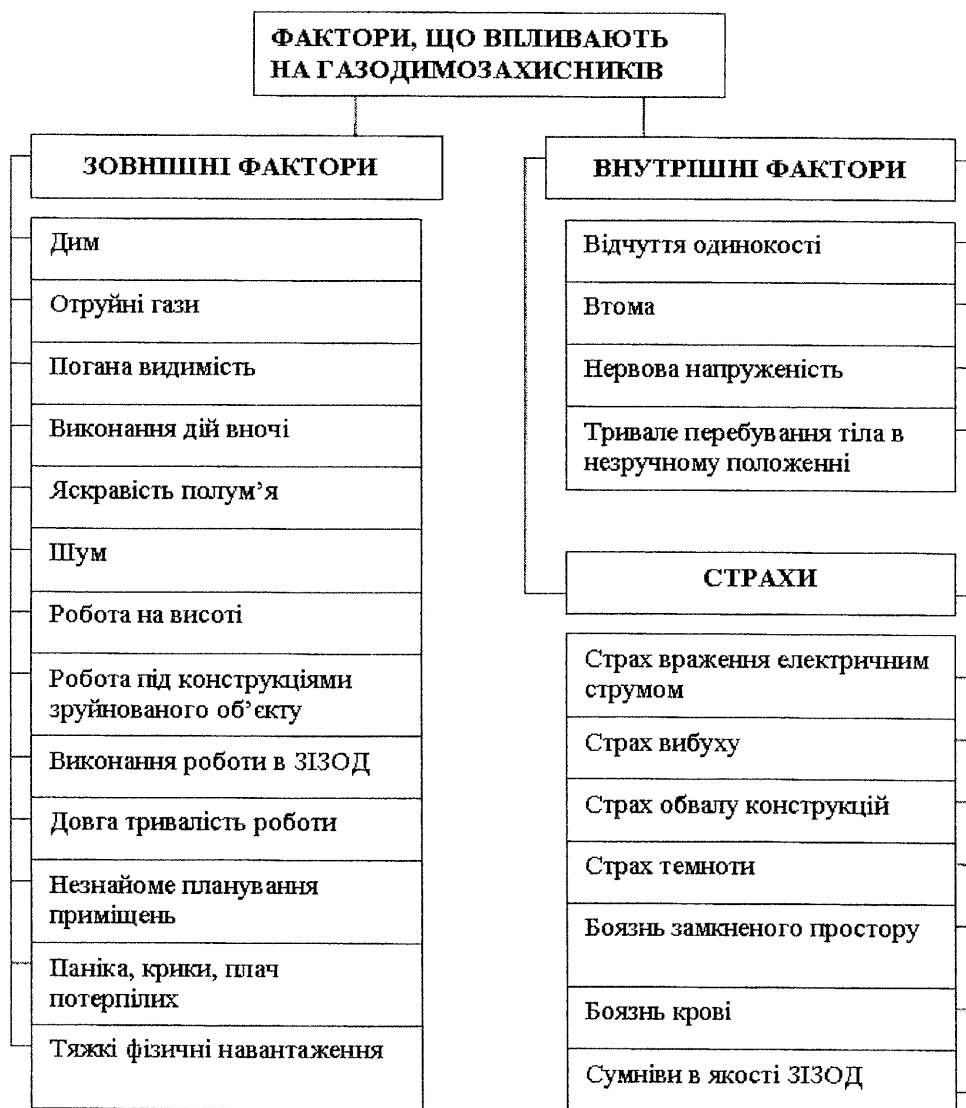 ФАКТОРИ, ЩО ВПЛИВАЮТЬ
НА ГАЗОДИМОЗАХИСНИКІВ
ЗОВНІШНІ ФАКТОРИ
Дим
Отруйні гази
Погана видимість
Виконання дій вночі
Яскравість полум’я
Шум
Робота на висоті
Робота під конструкціями
зруйнованого об’єкту
Виконання роботи в ЗІЗОД
Довга тривалість роботи
Незнайоме планування
приміщень
Паніка, крики, плач
потерпілих
Тяжкі фізичні навантаження
ВНУТРІШНІ ФАКТОРИ
Відчуття одинокості
Втома
Нервова напруженість
Тривале перебування тіла в
незручному положенні
СТРАХИ
Страх враження електричним
струмом
Страх вибуху
Страх обвалу конструкцій
Страх темноти
Боязнь замкненого простору
Боязнь крові
Сумніви в якості ЗІЗОД